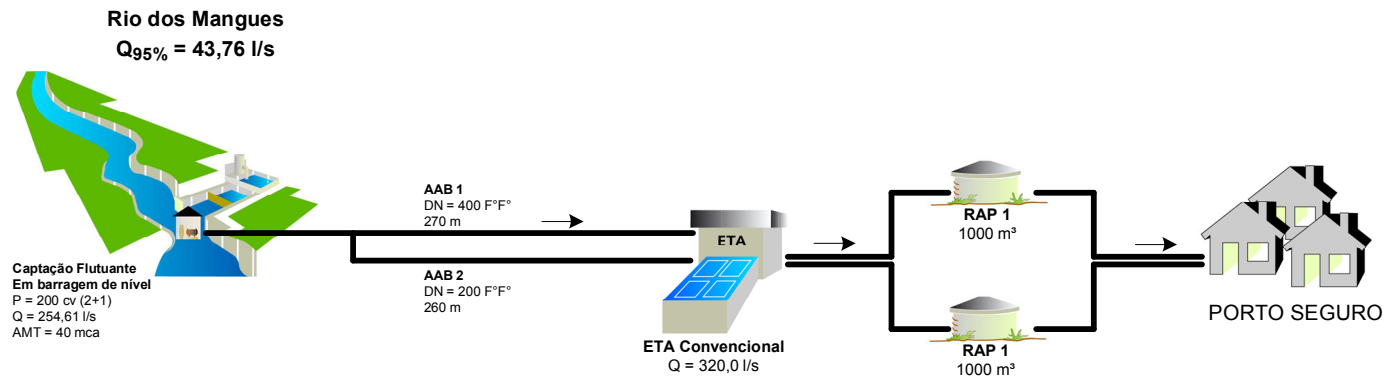 Rio dos Mangues
Q95% = 43,76 l/s
Captação Flutuante
Em barragem de nível
P = 200 cv (2+1)
Q = 254,61 l/s
AMT = 40 mca
AAB 1
DN = 400 F°F°
270 m
AAB 2
DN = 200 F°F°
260 m
ETA
ETA Convencional
Q = 320,0 l/s
RAP 1
1000 m³
RAP 1
1000 m³
PORTO SEGURO